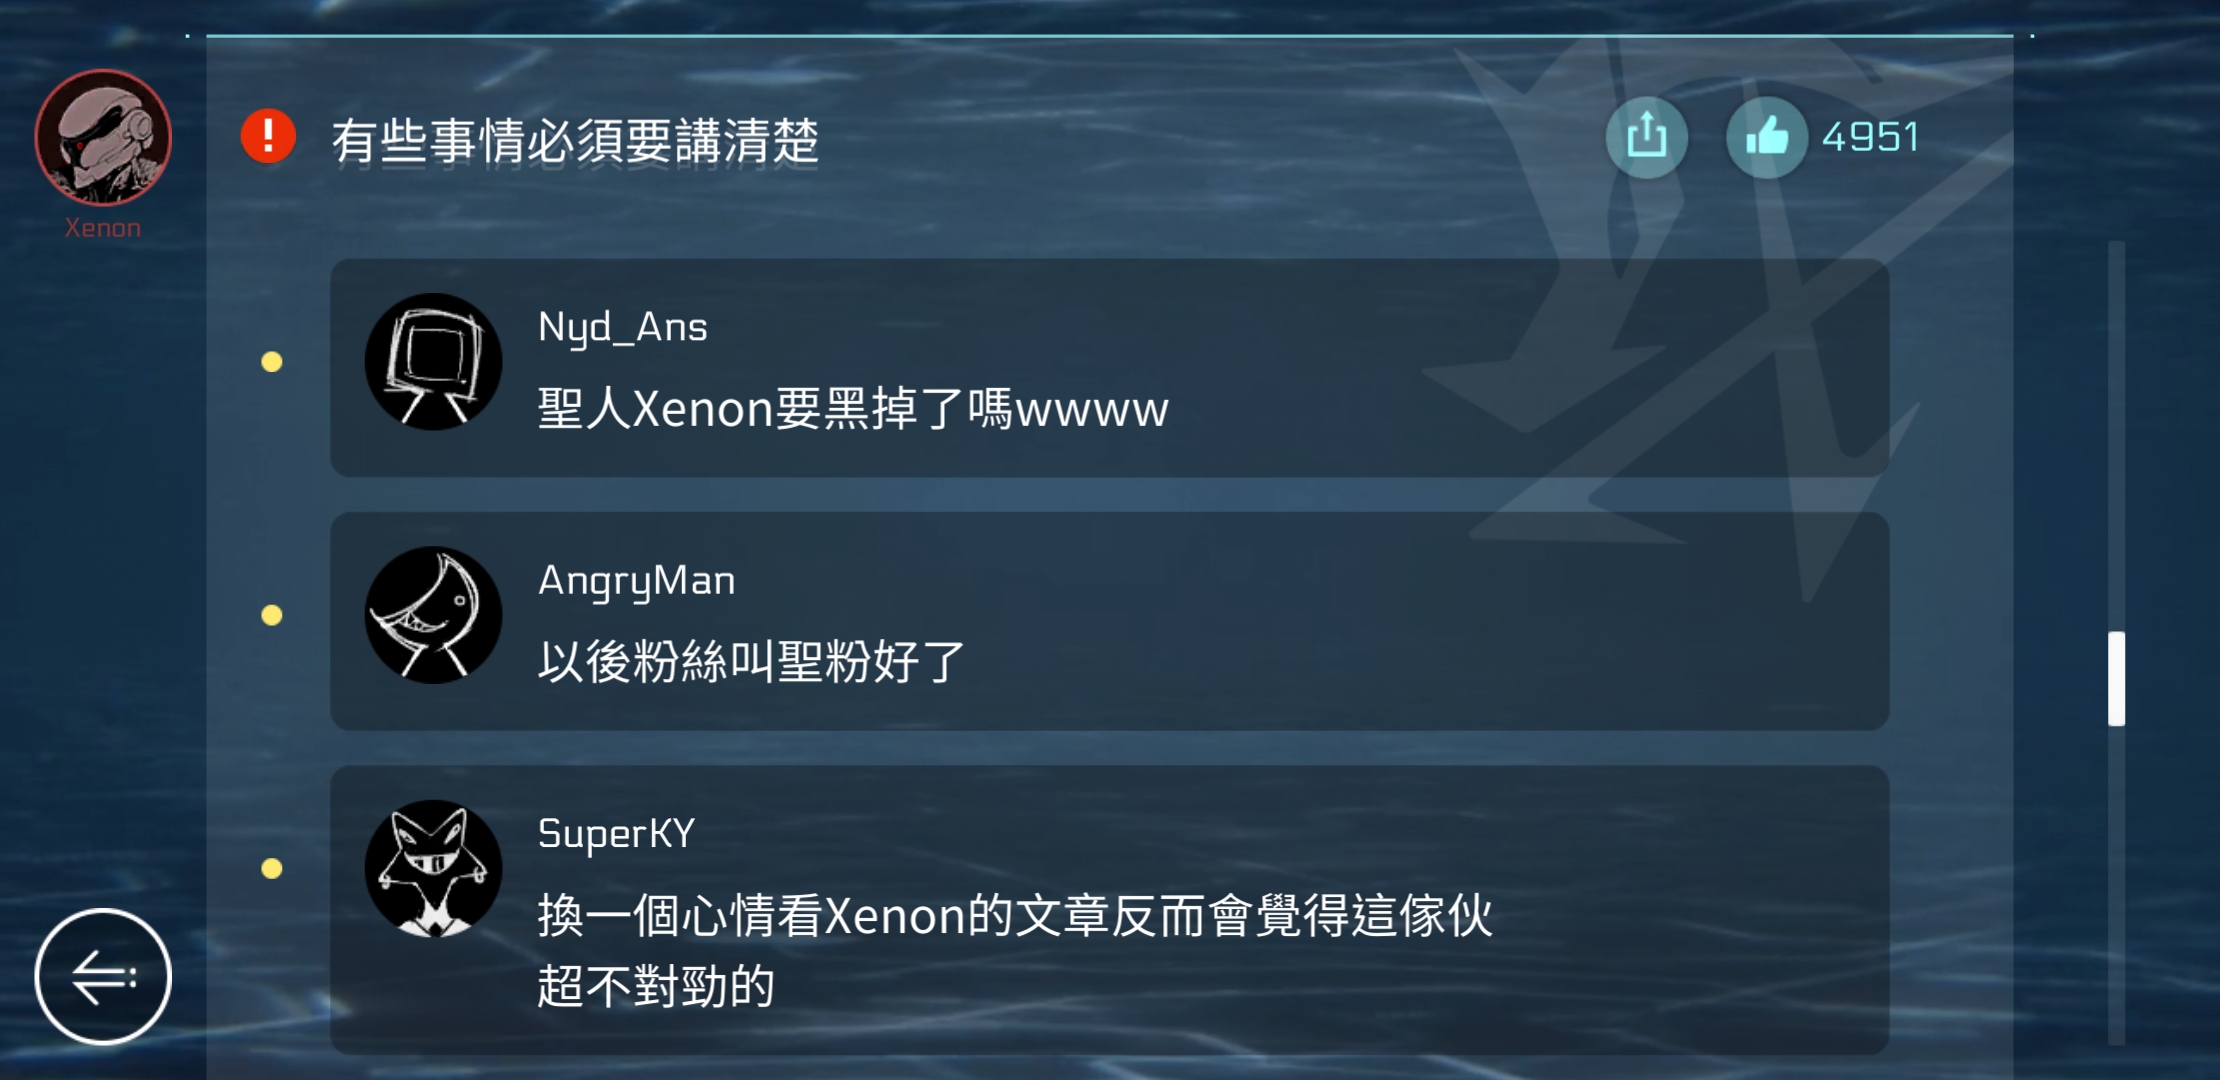 有些事情必須要講清楚
4951
Xenon
Nyd_Ans
聖人Xenon要黑掉了嗎wwww
AngryMan
以後粉絲叫聖粉好了
SuperKY
換一個心情看Xenon的文章反而會覺得這傢伙
超不對勁的